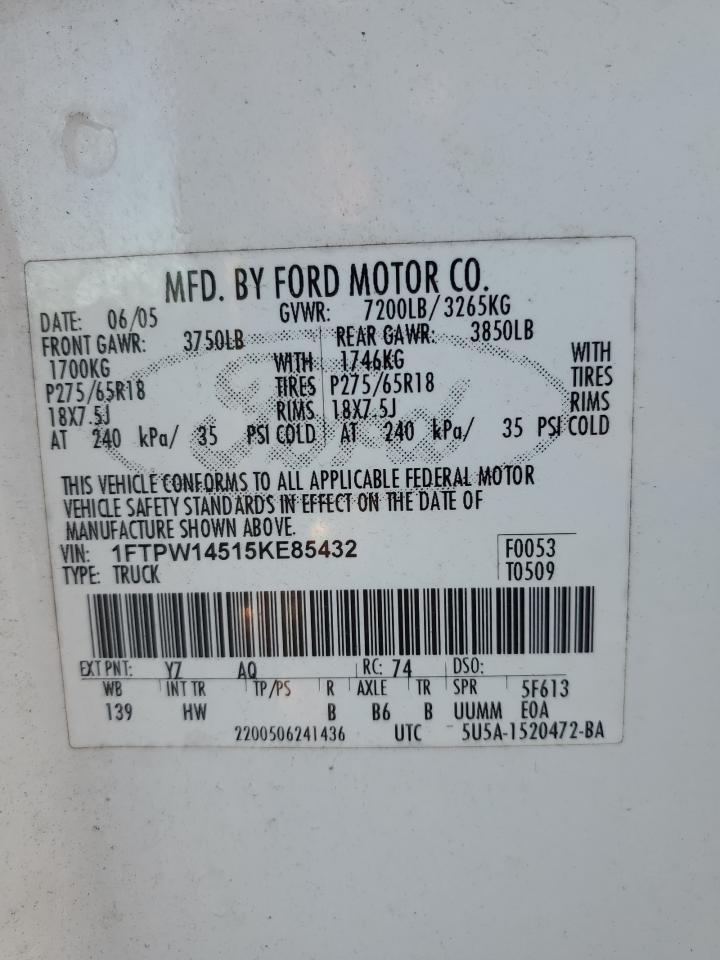 MFD. BY FORD MOTOR CO.
DATE: 06/05 GVWR: 7200LB/3265KG
FRONT GAWR: 3750LB REAR GAWR: 3850LB
1700KG WITH 1746KG WITH
P275/65R18 TIRES P275/65R18 TIRES
18X7.5J RIMS 18X7.5J RIMS
AT 240 kPa/ 35 PSI COLD AT 240 kPa/ 35 PSI COLD
THIS VEHICLE CONFORMS TO ALL APPLICABLE FEDERAL MOTOR
VEHICLE SAFETY STANDARDS IN EFFECT ON THE DATE OF
MANUFACTURE SHOWN ABOVE.
VIN: 1FTPW14515KE85432 F0053
TYPE: TRUCK T0509
EXT PNT: YZ AQ RC: 74 DSO:
WB INT TR TP/PS R AXLE TR SPR 5F613
139 HW B B6 B UUMM EOA
2200506241436 UTC 5U5A-1520472-BA